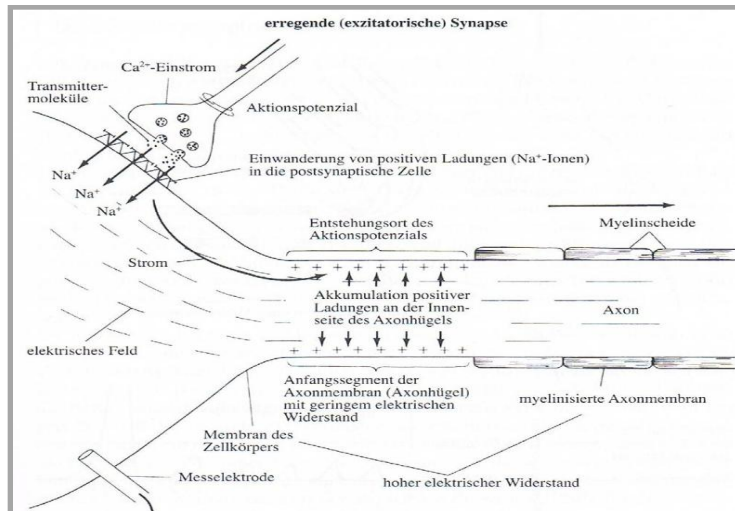 erregende (exzitatorische) Synapse
Ca²⁺-Einstrom
Transmitter-
moleküle
Aktionspotenzial
Einwanderung von positiven Ladungen (Na⁺-Ionen)
in die postsynaptische Zelle
Na⁺
Na⁺
Na⁺
Entstehungsort des
Aktionspotenzials
Myelinscheide
Strom
+ + + + + + + + +
Akkumulation positiver
Ladungen an der Innen-
seite des Axonhügels
Axon
elektrisches Feld
+ + + + + + + + +
Anfangssegment der
Axonmembran (Axonhügel)
mit geringem elektrischen
Widerstand
myelinisierte Axonmembran
Membran des
Zellkörpers
Messelektrode
hoher elektrischer Widerstand